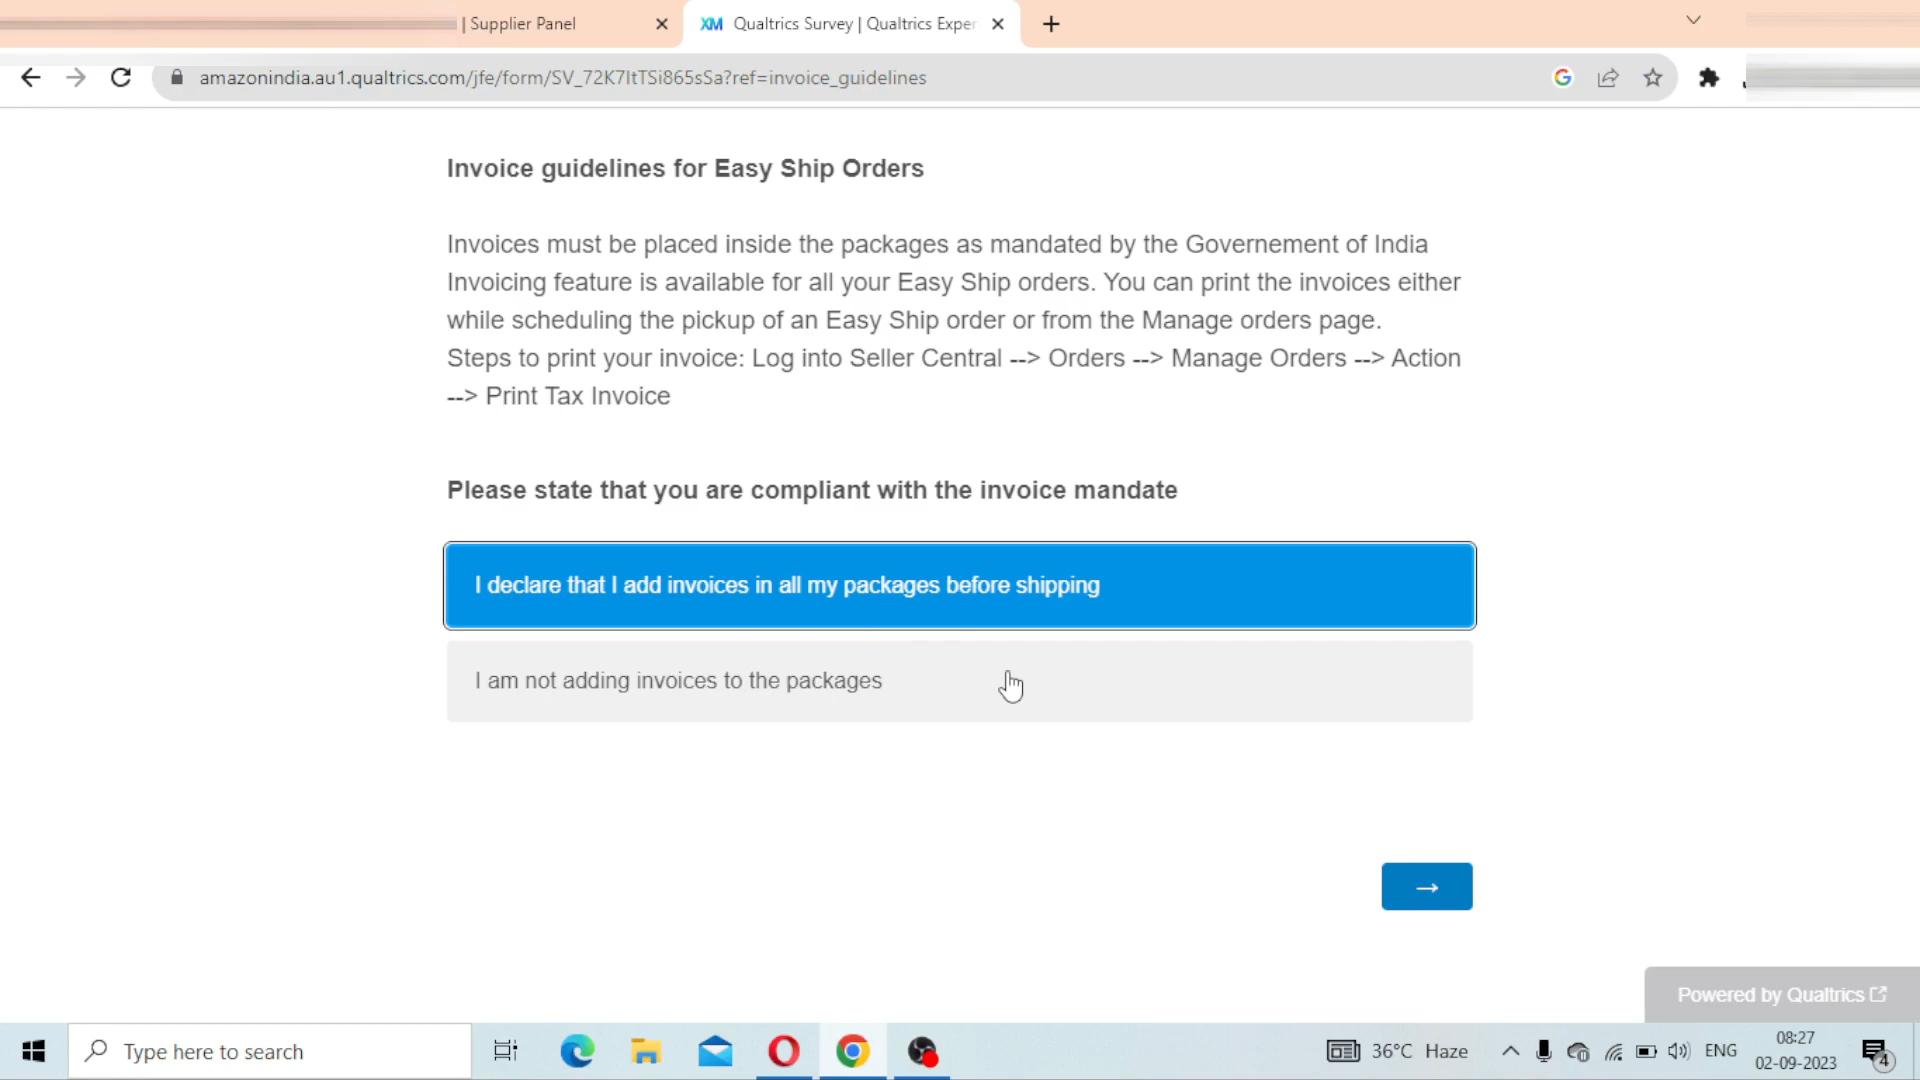 | Supplier Panel
XM Qualtrics Survey | Qualtrics Exper
amazonindia.au1.qualtrics.com/jfe/form/SV_72K7ItTSi865sSa?ref=invoice_guidelines
Invoice guidelines for Easy Ship Orders
Invoices must be placed inside the packages as mandated by the Governement of India
Invoicing feature is available for all your Easy Ship orders. You can print the invoices either
while scheduling the pickup of an Easy Ship order or from the Manage orders page.
Steps to print your invoice: Log into Seller Central --> Orders --> Manage Orders --> Action
--> Print Tax Invoice
Please state that you are compliant with the invoice mandate
I declare that I add invoices in all my packages before shipping
I am not adding invoices to the packages
→
Powered by Qualtrics
Type here to search
36°C Haze
ENG
08:27
02-09-2023
4